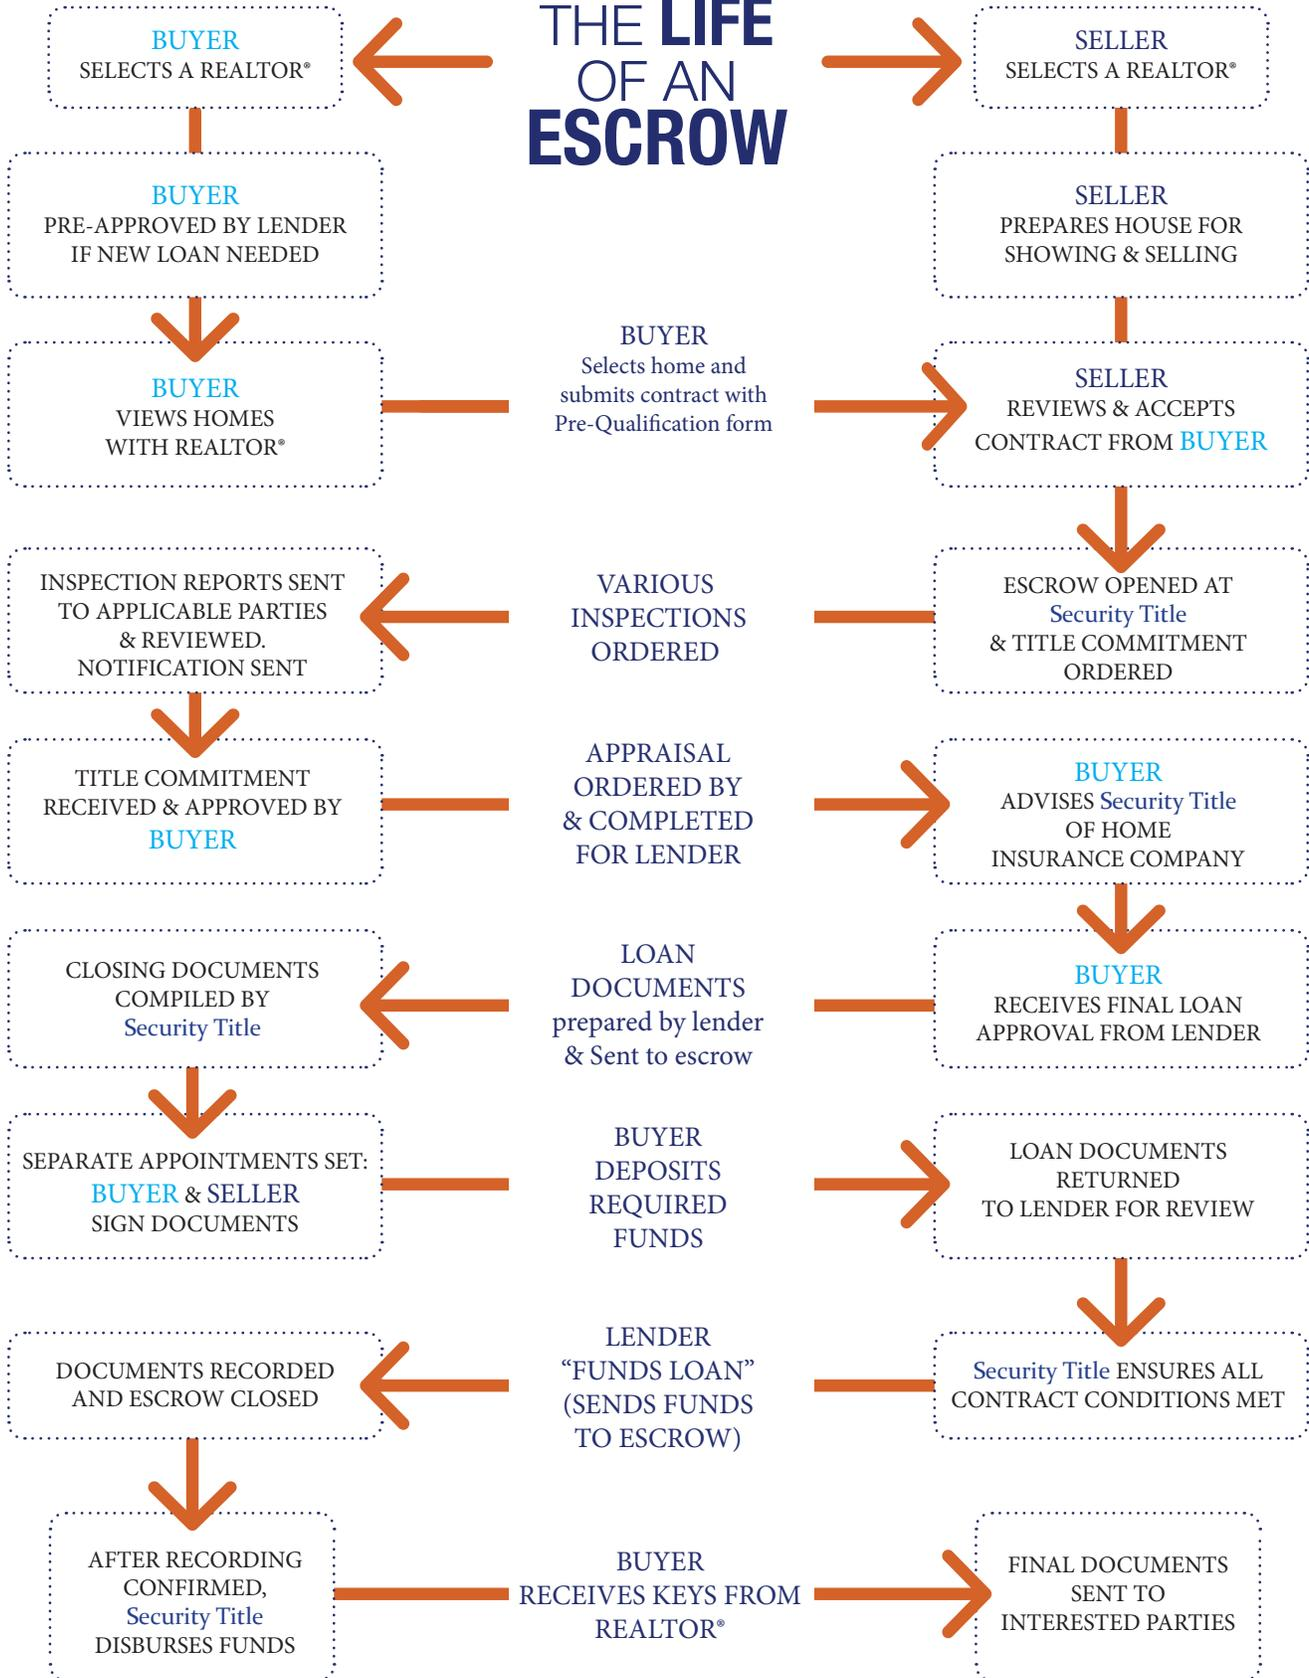 THE LIFE
OF AN
ESCROW
BUYER
SELECTS A REALTOR®
SELLER
SELECTS A REALTOR®
BUYER
PRE-APPROVED BY LENDER
IF NEW LOAN NEEDED
SELLER
PREPARES HOUSE FOR
SHOWING & SELLING
BUYER
VIEWS HOMES
WITH REALTOR®
BUYER
Selects home and
submits contract with
Pre-Qualification form
SELLER
REVIEWS & ACCEPTS
CONTRACT FROM BUYER
ESCROW OPENED AT
Security Title
& TITLE COMMITMENT
ORDERED
VARIOUS
INSPECTIONS
ORDERED
INSPECTION REPORTS SENT
TO APPLICABLE PARTIES
& REVIEWED.
NOTIFICATION SENT
TITLE COMMITMENT
RECEIVED & APPROVED BY
BUYER
APPRAISAL
ORDERED BY
& COMPLETED
FOR LENDER
BUYER
ADVISES Security Title
OF HOME
INSURANCE COMPANY
BUYER
RECEIVES FINAL LOAN
APPROVAL FROM LENDER
LOAN
DOCUMENTS
prepared by lender
& Sent to escrow
CLOSING DOCUMENTS
COMPILED BY
Security Title
SEPARATE APPOINTMENTS SET:
BUYER & SELLER
SIGN DOCUMENTS
BUYER
DEPOSITS
REQUIRED
FUNDS
LOAN DOCUMENTS
RETURNED
TO LENDER FOR REVIEW
Security Title ENSURES ALL
CONTRACT CONDITIONS MET
LENDER
“FUNDS LOAN”
(SENDS FUNDS
TO ESCROW)
DOCUMENTS RECORDED
AND ESCROW CLOSED
AFTER RECORDING
CONFIRMED,
Security Title
DISBURSES FUNDS
BUYER
RECEIVES KEYS FROM
REALTOR®
FINAL DOCUMENTS
SENT TO
INTERESTED PARTIES